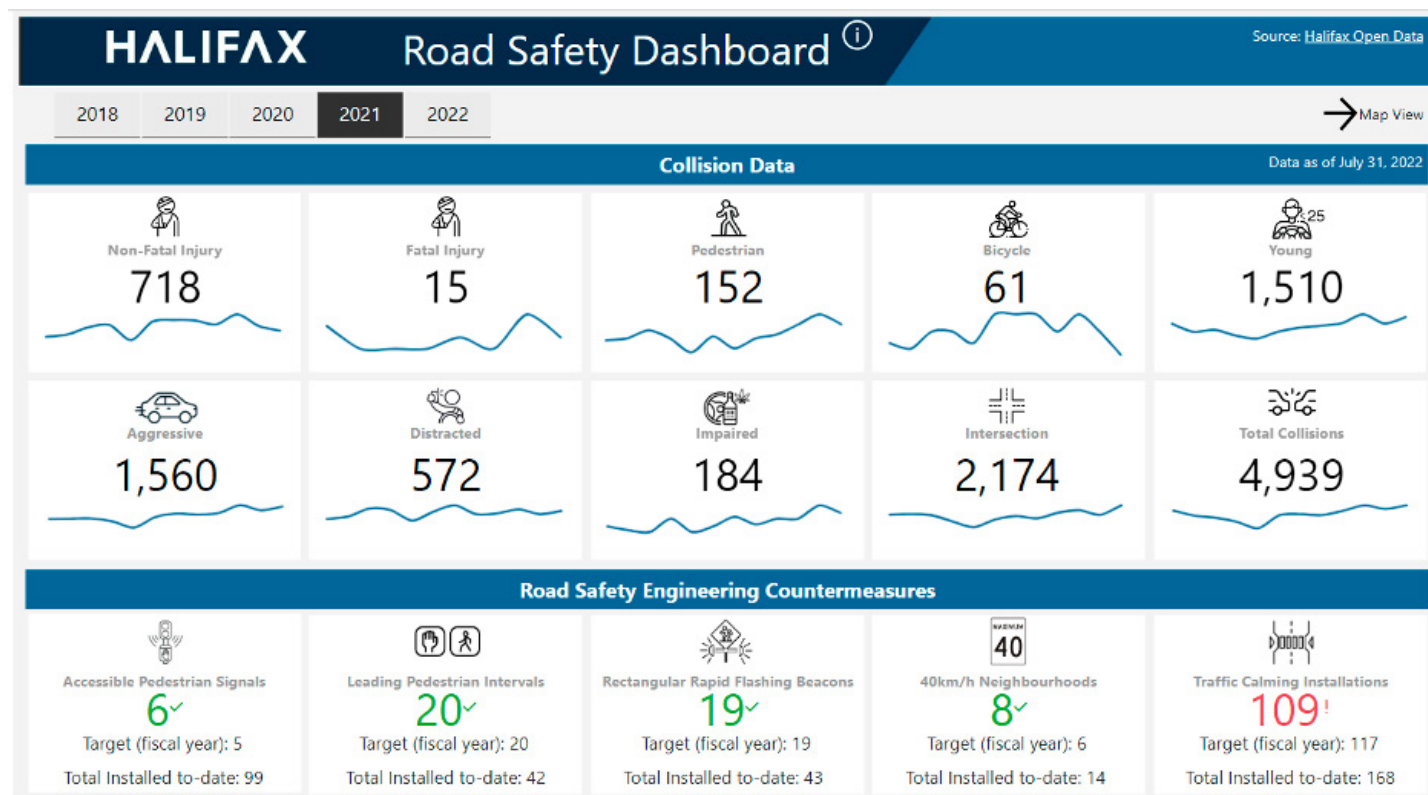 HALIFAX Road Safety Dashboard i
Source: Halifax Open Data
2018 2019 2020 2021 2022
Map View
Collision Data
Data as of July 31, 2022
<25
Non-Fatal Injury Fatal Injury Pedestrian Bicycle Young
718 15 152 61 1,510
Aggressive Distracted Impaired Intersection Total Collisions
1,560 572 184 2,174 4,939
Road Safety Engineering Countermeasures
MAXIMUM
40
Accessible Pedestrian Signals Leading Pedestrian Intervals Rectangular Rapid Flashing Beacons 40km/h Neighbourhoods Traffic Calming Installations
6✓ 20✓ 19✓ 8✓ 109!
Target (fiscal year): 5 Target (fiscal year): 20 Target (fiscal year): 19 Target (fiscal year): 6 Target (fiscal year): 117
Total Installed to-date: 99 Total Installed to-date: 42 Total Installed to-date: 43 Total Installed to-date: 14 Total Installed to-date: 168